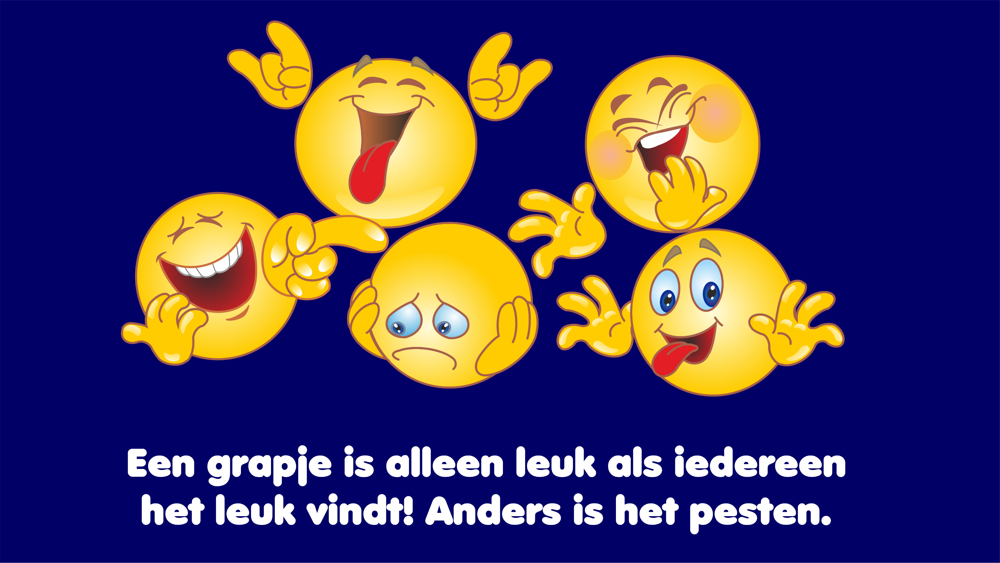 Een grapje is alleen leuk als iedereen
het leuk vindt! Anders is het pesten.